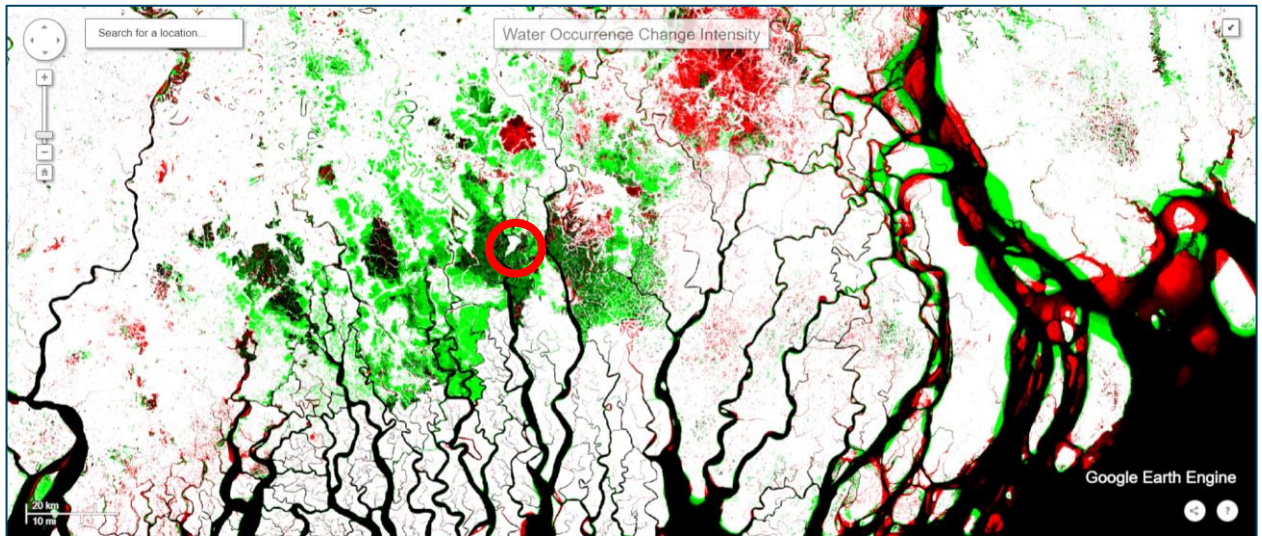 Search for a location...
Water Occurrence Change Intensity
Google Earth Engine
20 km
10 mi
?